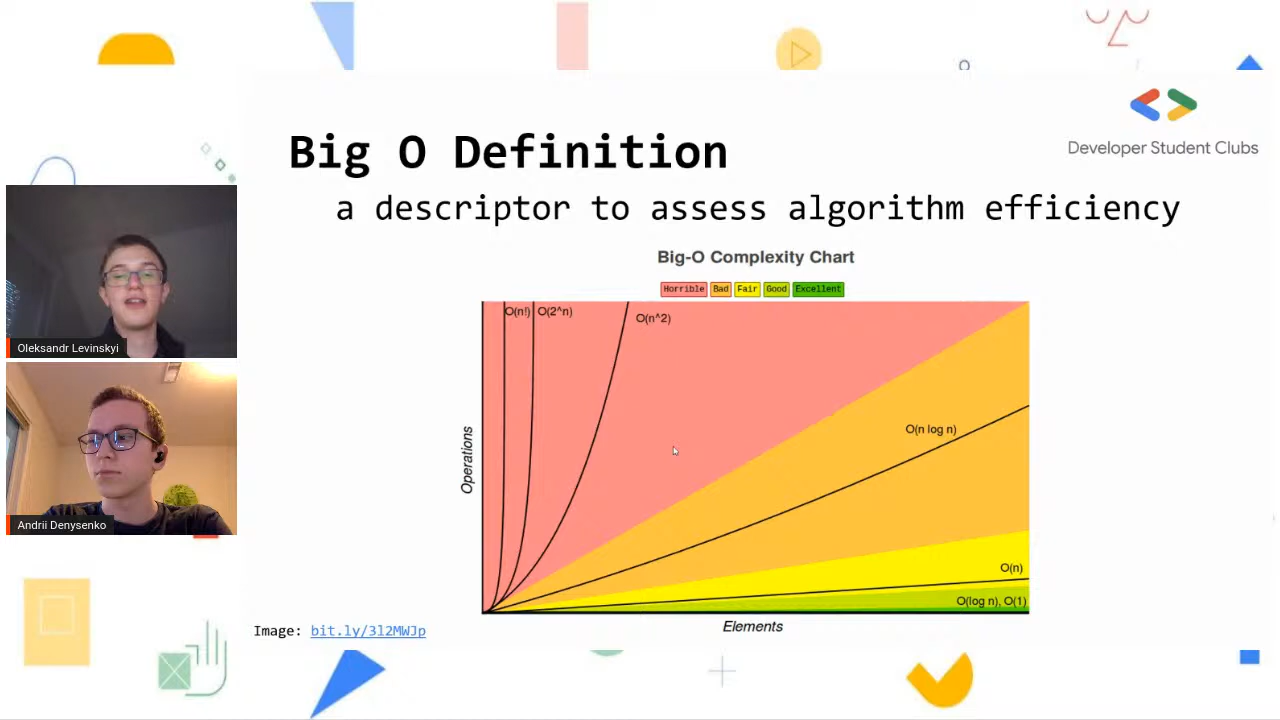 Big O Definition
a descriptor to assess algorithm efficiency
Developer Student Clubs
Big-O Complexity Chart
Horrible Bad Fair Good Excellent
O(n!) O(2^n) O(n^2)
O(n log n)
O(n)
O(log n), O(1)
Operations
Elements
Image: bit.ly/3l2MWJp
Oleksandr Levinskyi
Andrii Denysenko